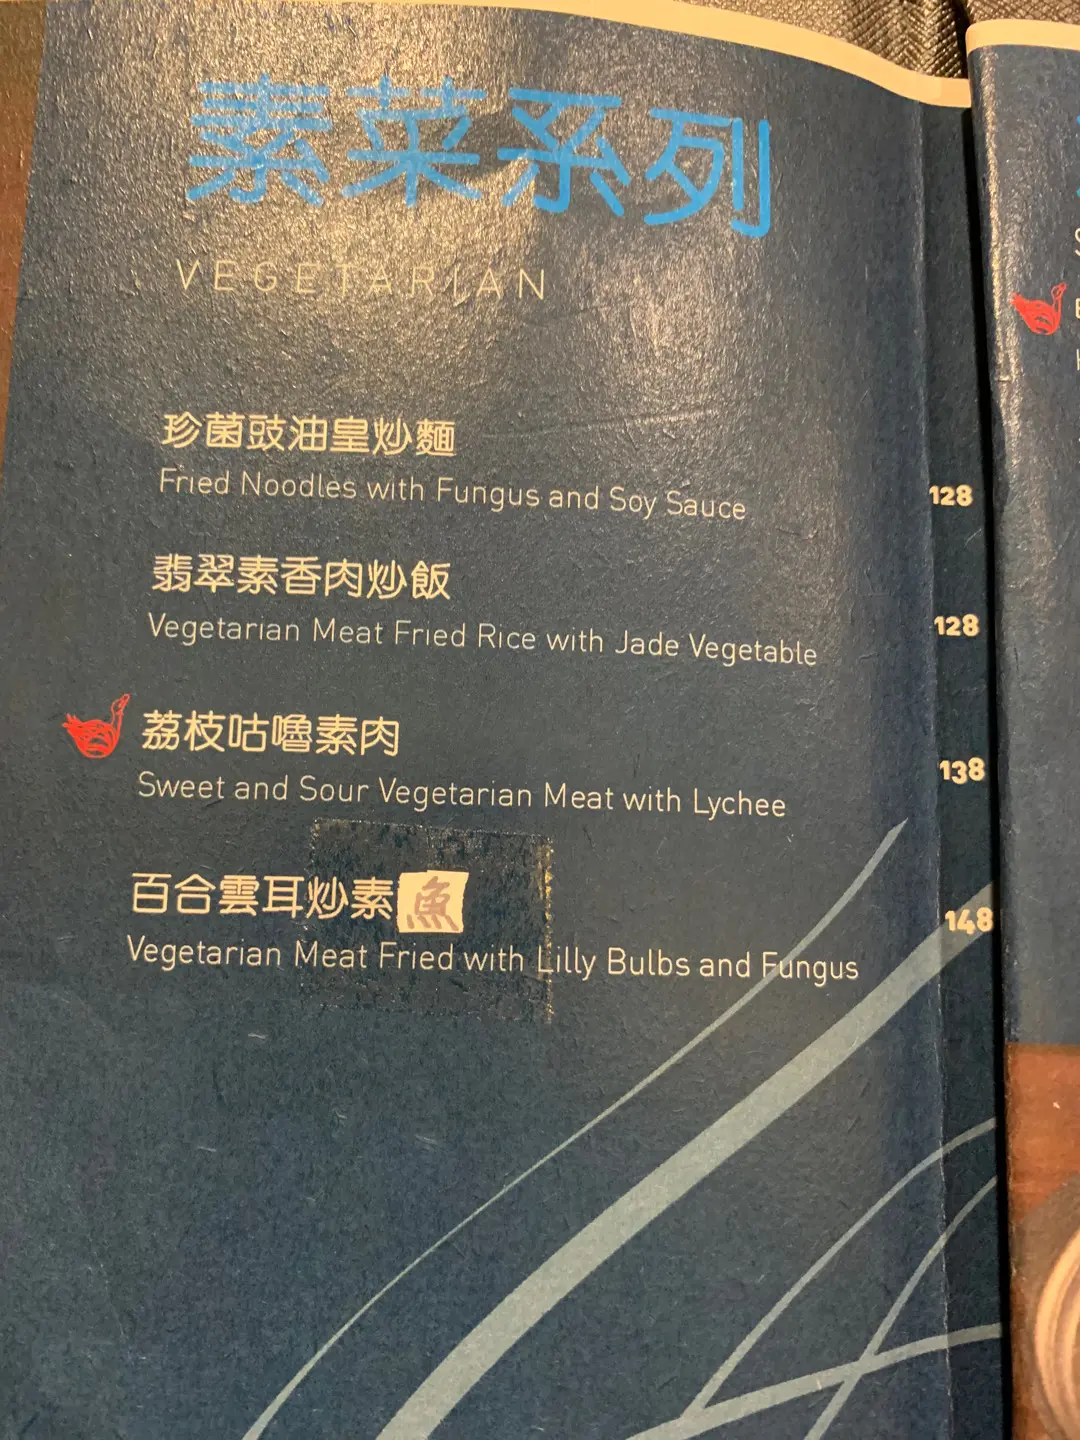 素菜系列
VEGETARIAN
珍菌豉油皇炒麵
Fried Noodles with Fungus and Soy Sauce
128
翡翠素香肉炒飯
Vegetarian Meat Fried Rice with Jade Vegetable
128
荔枝咕嚕素肉
Sweet and Sour Vegetarian Meat with Lychee
138
百合雲耳炒素魚
Vegetarian Meat Fried with Lilly Bulbs and Fungus
148